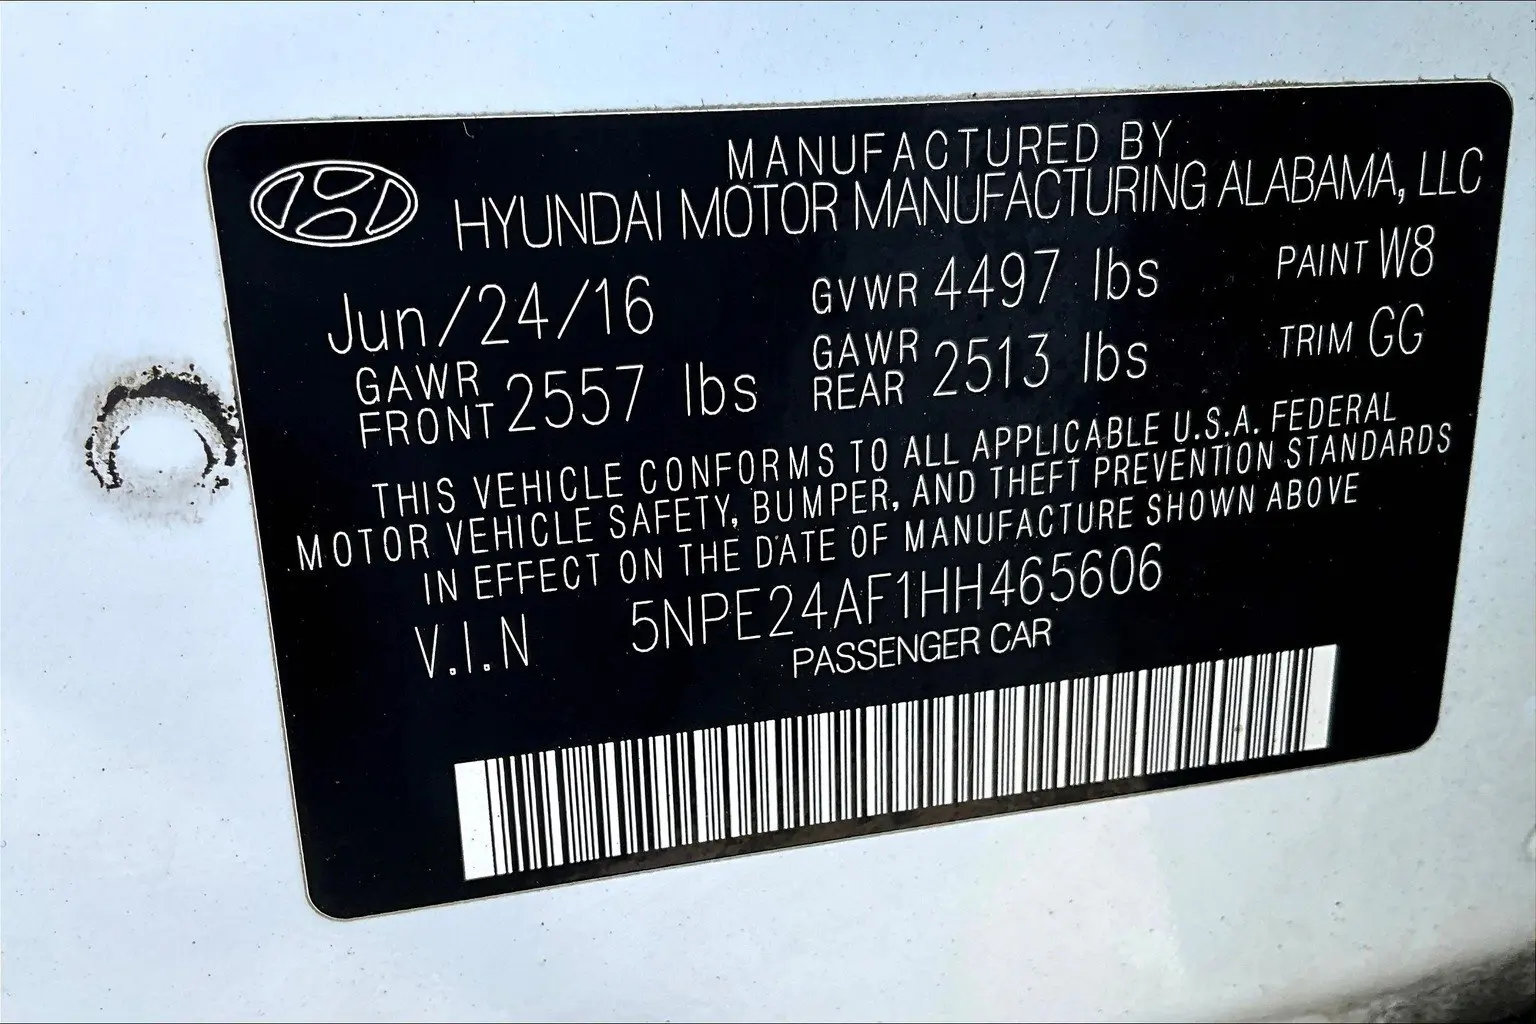 MANUFACTURED BY
HYUNDAI MOTOR MANUFACTURING ALABAMA, LLC
Jun/24/16 GVWR 4497 lbs PAINT W8
GAWR FRONT 2557 lbs GAWR REAR 2513 lbs TRIM GG
THIS VEHICLE CONFORMS TO ALL APPLICABLE U.S.A. FEDERAL
MOTOR VEHICLE SAFETY, BUMPER, AND THEFT PREVENTION STANDARDS
IN EFFECT ON THE DATE OF MANUFACTURE SHOWN ABOVE
V.I.N 5NPE24AF1HH465606
PASSENGER CAR